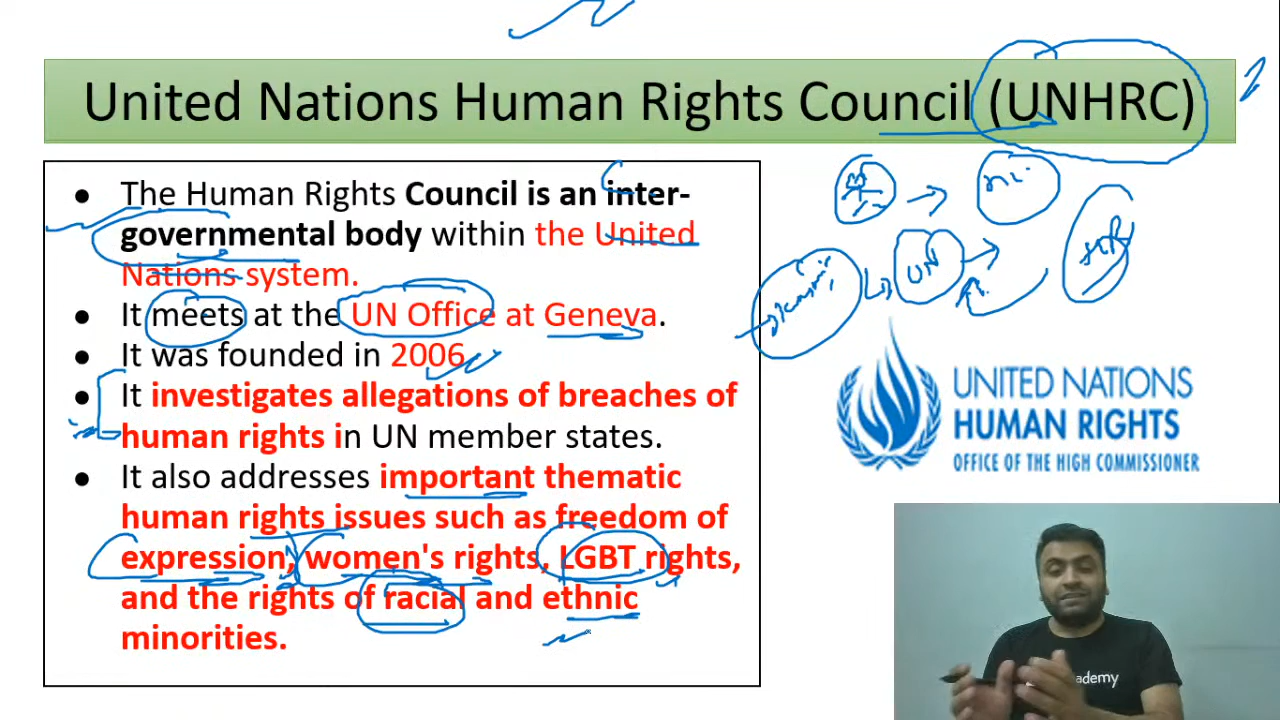 United Nations Human Rights Council (UNHRC)
● The Human Rights Council is an inter-
governmental body within the United
Nations system.
● It meets at the UN Office at Geneva.
● It was founded in 2006
● It investigates allegations of breaches of
human rights in UN member states.
● It also addresses important thematic
human rights issues such as freedom of
expression, women's rights, LGBT rights,
and the rights of racial and ethnic
minorities.
UN
HR
UNITED NATIONS
HUMAN RIGHTS
OFFICE OF THE HIGH COMMISSIONER
ademy